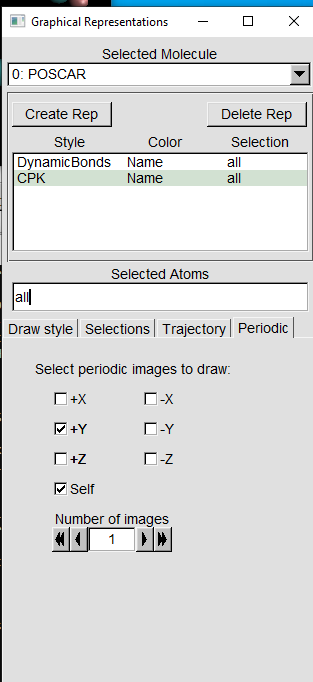 Graphical Representations
Selected Molecule
0: POSCAR
Create Rep Delete Rep
Style Color Selection
DynamicBonds Name all
CPK Name all
Selected Atoms
all
Draw style Selections Trajectory Periodic
Select periodic images to draw:
+X -X
+Y -Y
+Z -Z
Self
Number of images
1